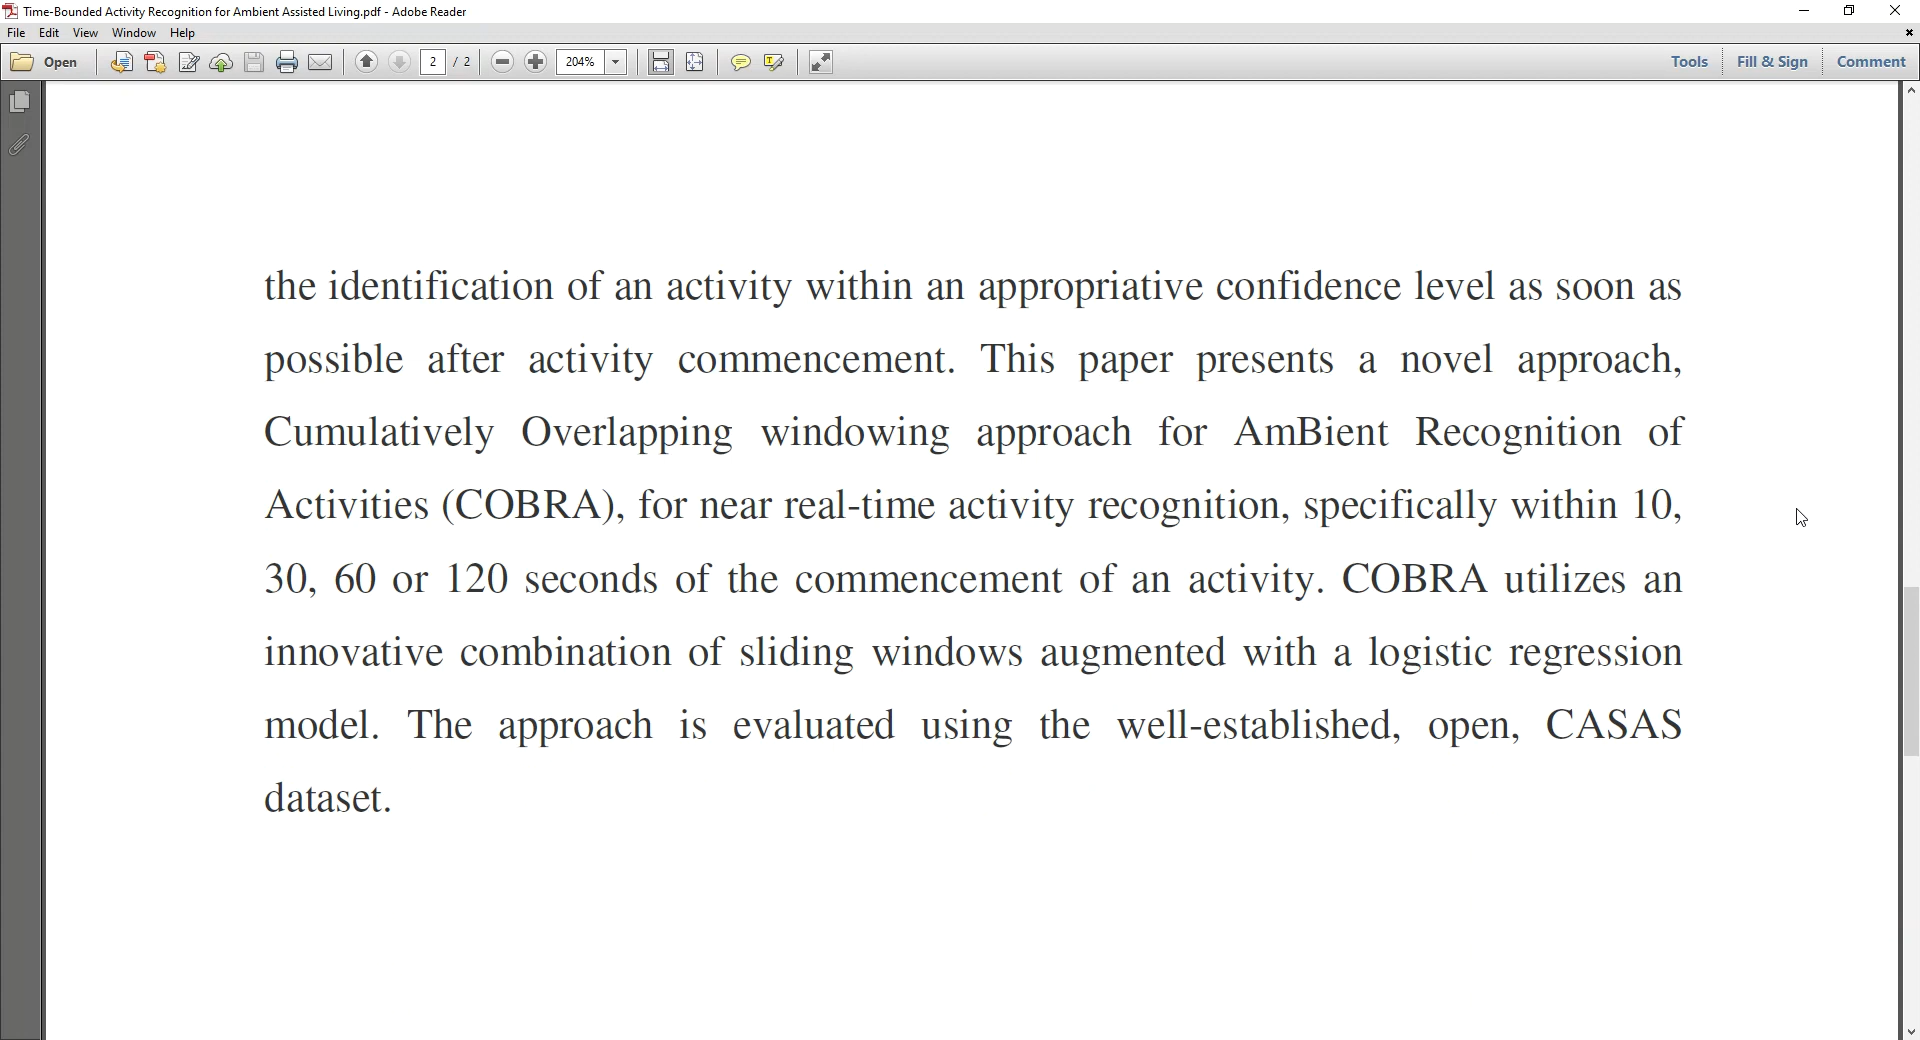 Time-Bounded Activity Recognition for Ambient Assisted Living.pdf - Adobe Reader
File Edit View Window Help
Open 2 / 2 204% Tools Fill & Sign Comment
the identification of an activity within an appropriative confidence level as soon as
possible after activity commencement. This paper presents a novel approach,
Cumulatively Overlapping windowing approach for AmBient Recognition of
Activities (COBRA), for near real-time activity recognition, specifically within 10,
30, 60 or 120 seconds of the commencement of an activity. COBRA utilizes an
innovative combination of sliding windows augmented with a logistic regression
model. The approach is evaluated using the well-established, open, CASAS
dataset.